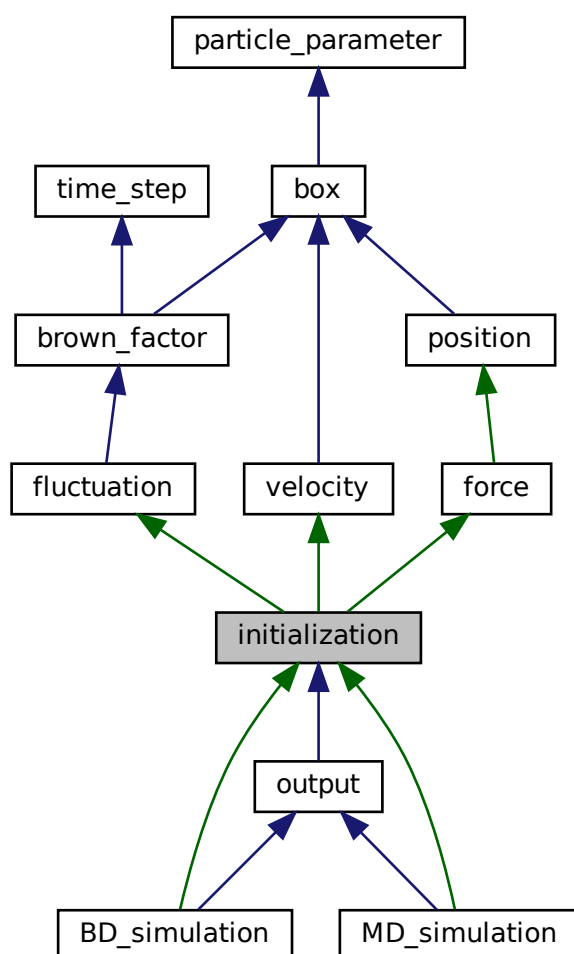 particle_parameter
time_step
box
brown_factor
position
fluctuation
velocity
force
initialization
output
BD_simulation
MD_simulation